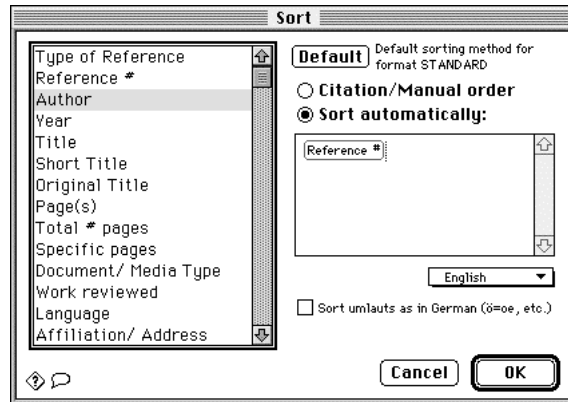 Sort
Type of Reference
Reference #
Author
Year
Title
Short Title
Original Title
Page(s)
Total # pages
Specific pages
Document/ Media Type
Work reviewed
Language
Affiliation/ Address
Default
Default sorting method for
format STANDARD
Citation/Manual order
Sort automatically:
Reference #
English
Sort umlauts as in German (ö=oe, etc.)
?
Cancel
OK